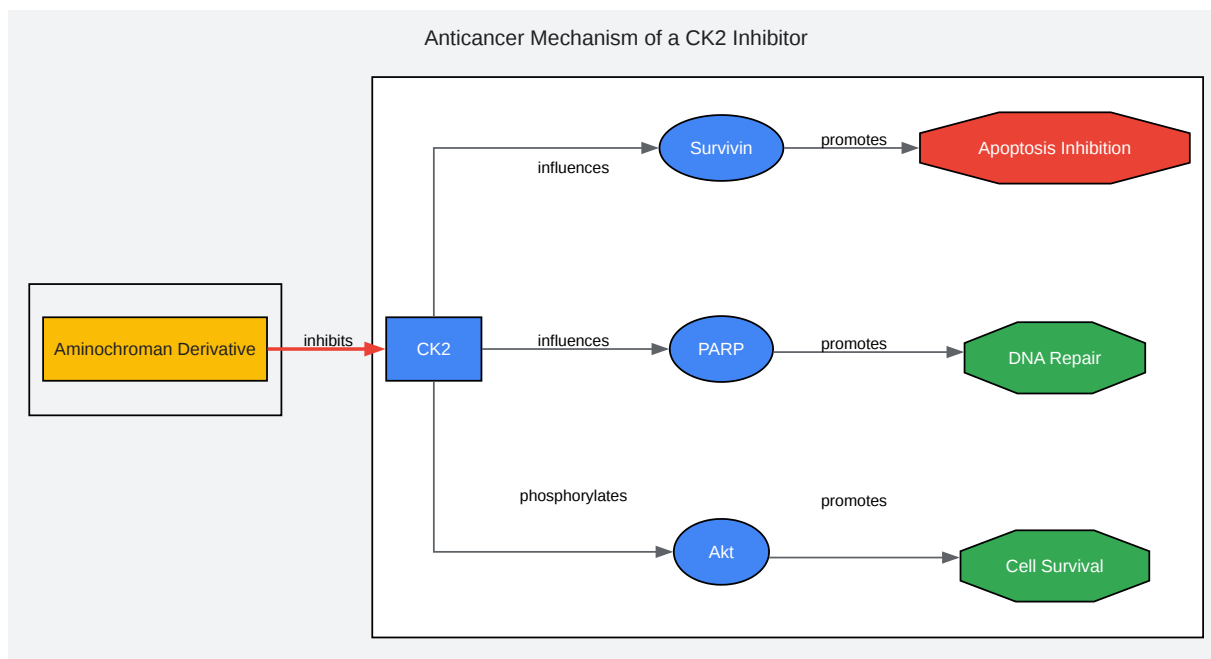 Anticancer Mechanism of a CK2 Inhibitor
Survivin
promotes
Apoptosis Inhibition
influences
Aminochroman Derivative
inhibits
CK2
influences
PARP
promotes
DNA Repair
phosphorylates
promotes
Akt
Cell Survival